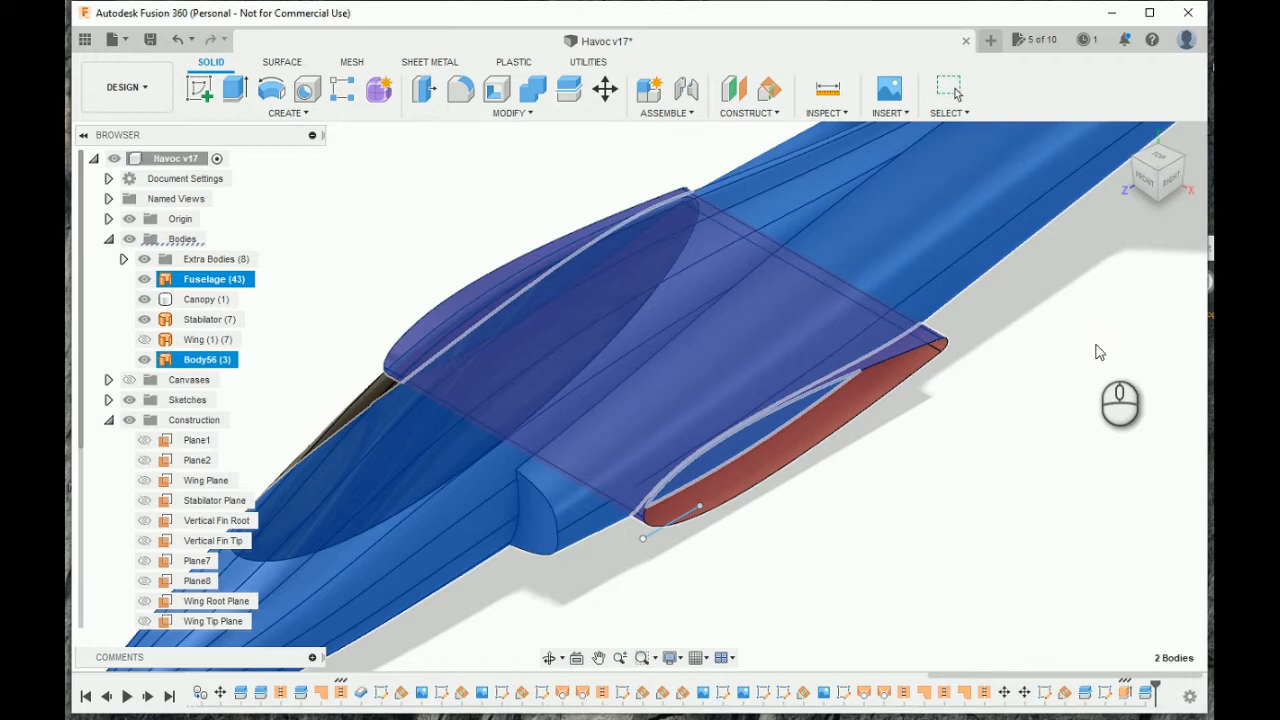 Autodesk Fusion 360 (Personal - Not for Commercial Use)
Havoc v17*
5 of 10
1
DESIGN
SOLID
SURFACE
MESH
SHEET METAL
PLASTIC
UTILITIES
CREATE
MODIFY
ASSEMBLE
CONSTRUCT
INSPECT
INSERT
SELECT
BROWSER
Havoc v17
Document Settings
Named Views
Origin
Bodies
Extra Bodies (8)
Fuselage (43)
Canopy (1)
Stabilator (7)
Wing (1) (7)
Body56 (3)
Canvases
Sketches
Construction
Plane1
Plane2
Wing Plane
Stabilator Plane
Vertical Fin Root
Vertical Fin Tip
Plane7
Plane8
Wing Root Plane
Wing Tip Plane
TOP
FRONT
RIGHT
Z
X
COMMENTS
2 Bodies